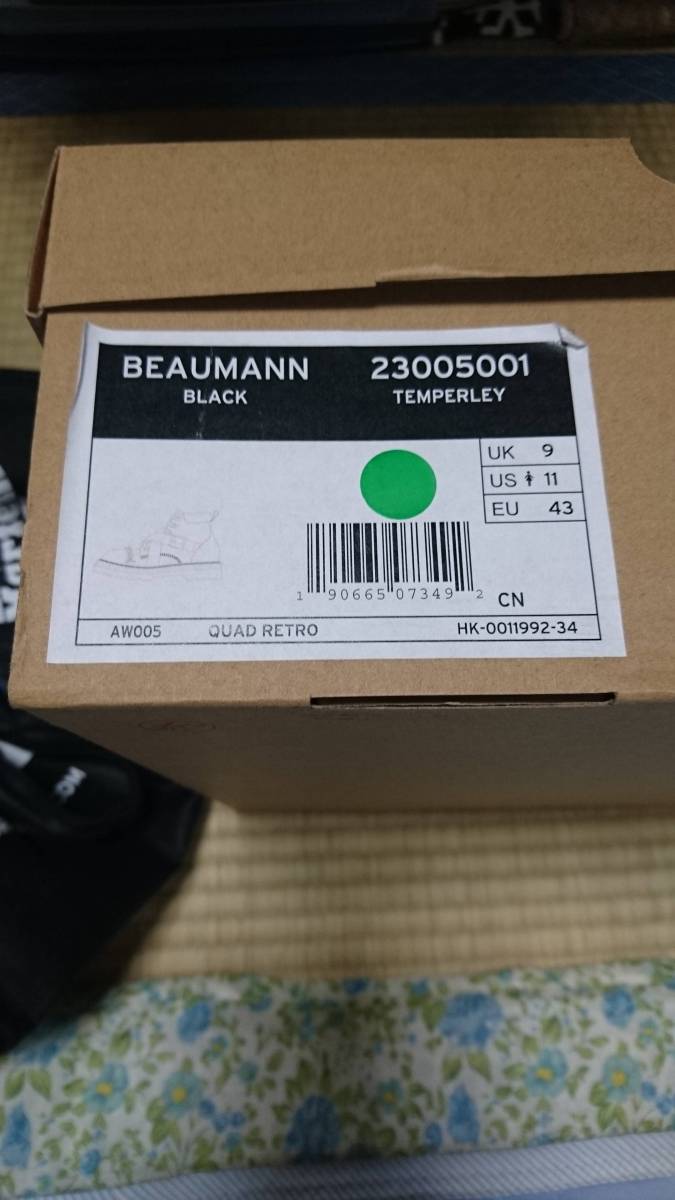 BEAUMANN 23005001
BLACK TEMPERLEY
UK 9
US 11
EU 43
1 90665 07349 2 CN
AW005 QUAD RETRO HK-0011992-34